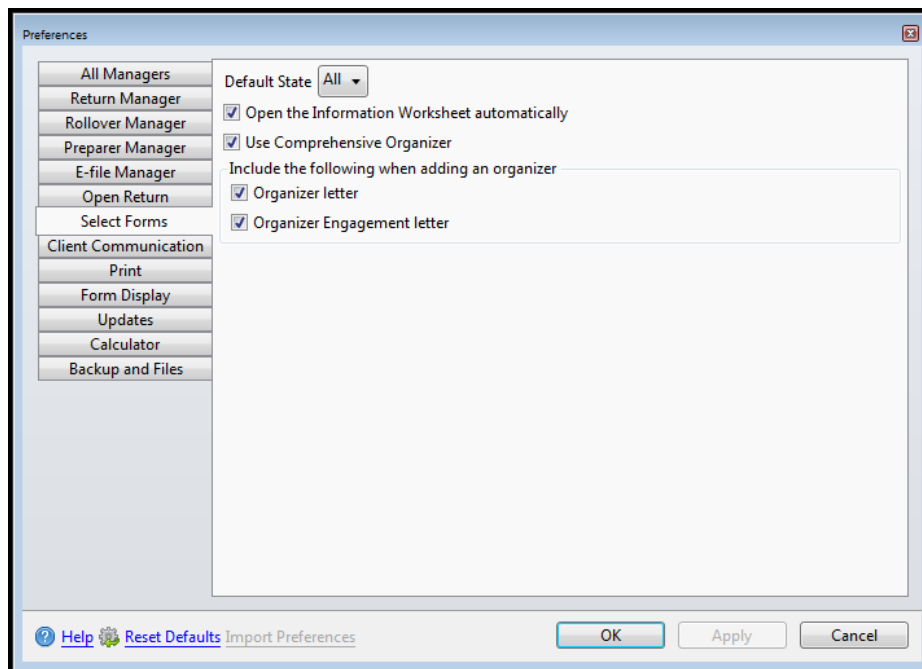 Preferences
All Managers
Return Manager
Rollover Manager
Preparer Manager
E-file Manager
Open Return
Select Forms
Client Communication
Print
Form Display
Updates
Calculator
Backup and Files
Default State All
Open the Information Worksheet automatically
Use Comprehensive Organizer
Include the following when adding an organizer
Organizer letter
Organizer Engagement letter
Help Reset Defaults Import Preferences OK Apply Cancel